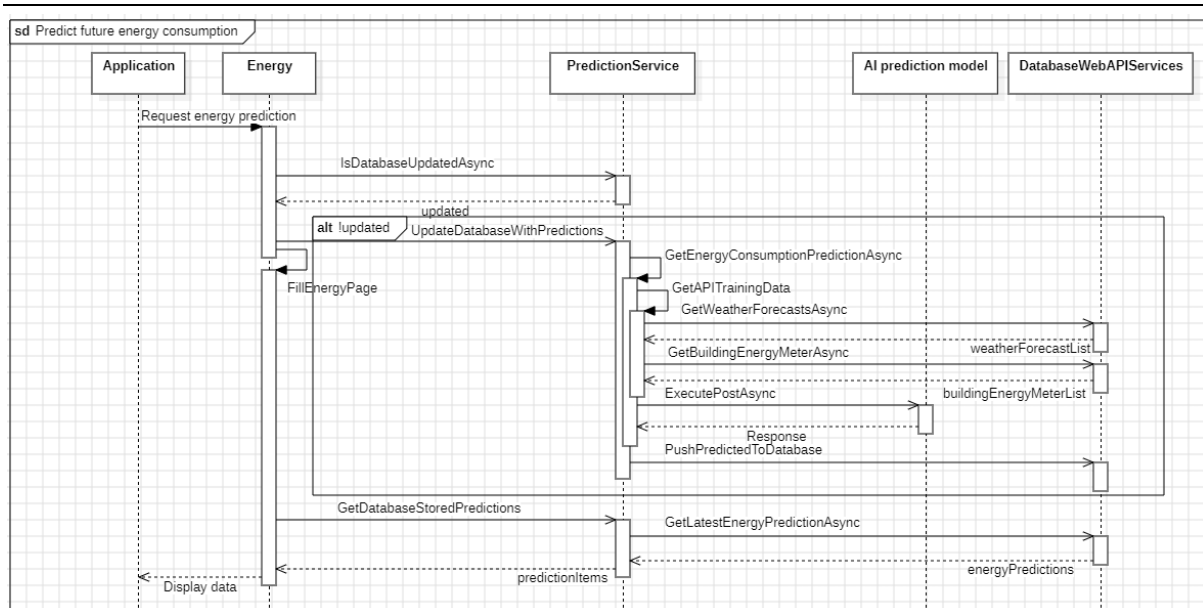 sd Predict future energy consumption
Application
Energy
PredictionService
AI prediction model
DatabaseWebAPIServices
Request energy prediction
IsDatabaseUpdatedAsync
updated
alt !updated
UpdateDatabaseWithPredictions
GetEnergyConsumptionPredictionAsync
FillEnergyPage
GetAPITrainingData
GetWeatherForecastsAsync
weatherForecastList
GetBuildingEnergyMeterAsync
buildingEnergyMeterList
ExecutePostAsync
Response
PushPredictedToDatabase
GetDatabaseStoredPredictions
GetLatestEnergyPredictionAsync
energyPredictions
predictionItems
Display data